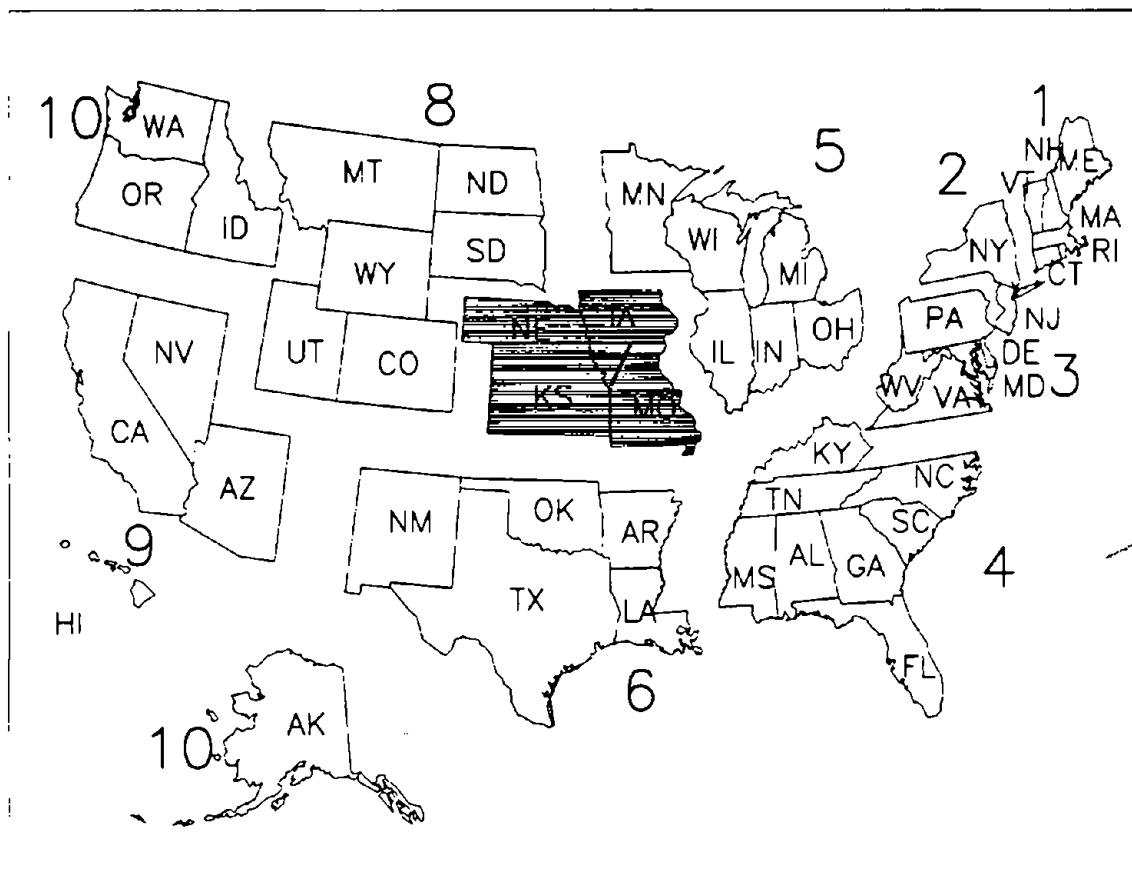 10
WA
OR
ID
8
MT
ND
SD
WY
UT
CO
5
MN
WI
MI
IL
IN
OH
1
NH
ME
VT
MA
RI
CT
2
NY
NJ
PA
DE
MD
3
WV
VA
NV
CA
AZ
9
HI
NE
IA
KS
MO
NM
OK
AR
TX
LA
6
KY
TN
NC
SC
MS
AL
GA
FL
4
AK
10